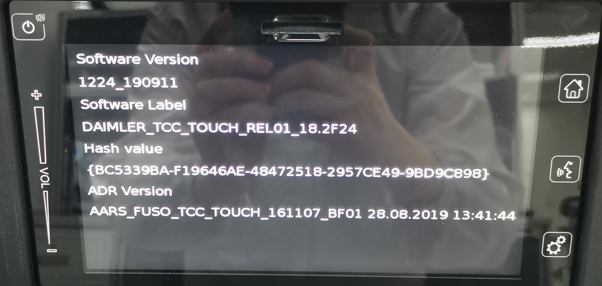 Software Version
1224_190911
Software Label
DAIMLER_TCC_TOUCH_REL01_18.2F24
Hash value
{BC5339BA-F19646AE-48472518-2957CE49-9BD9C898}
ADR Version
AARS_FUSO_TCC_TOUCH_161107_BF01 28.08.2019 13:41:44
+
VOL
-